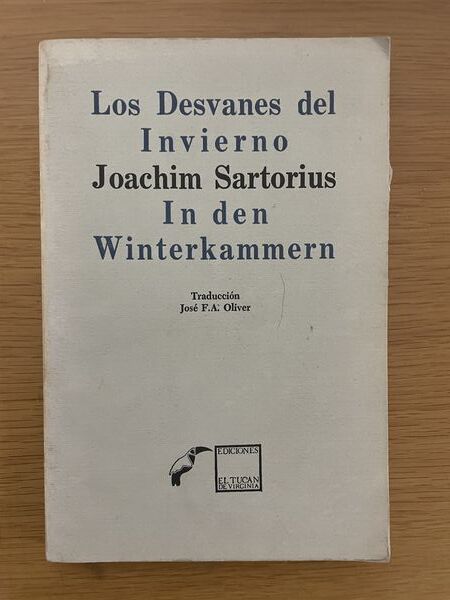 Los Desvanes del
Invierno
Joachim Sartorius
In den
Winterkammern
Traducción
José F.A. Oliver
EDICIONES
EL TUCAN
DE VIRGINIA